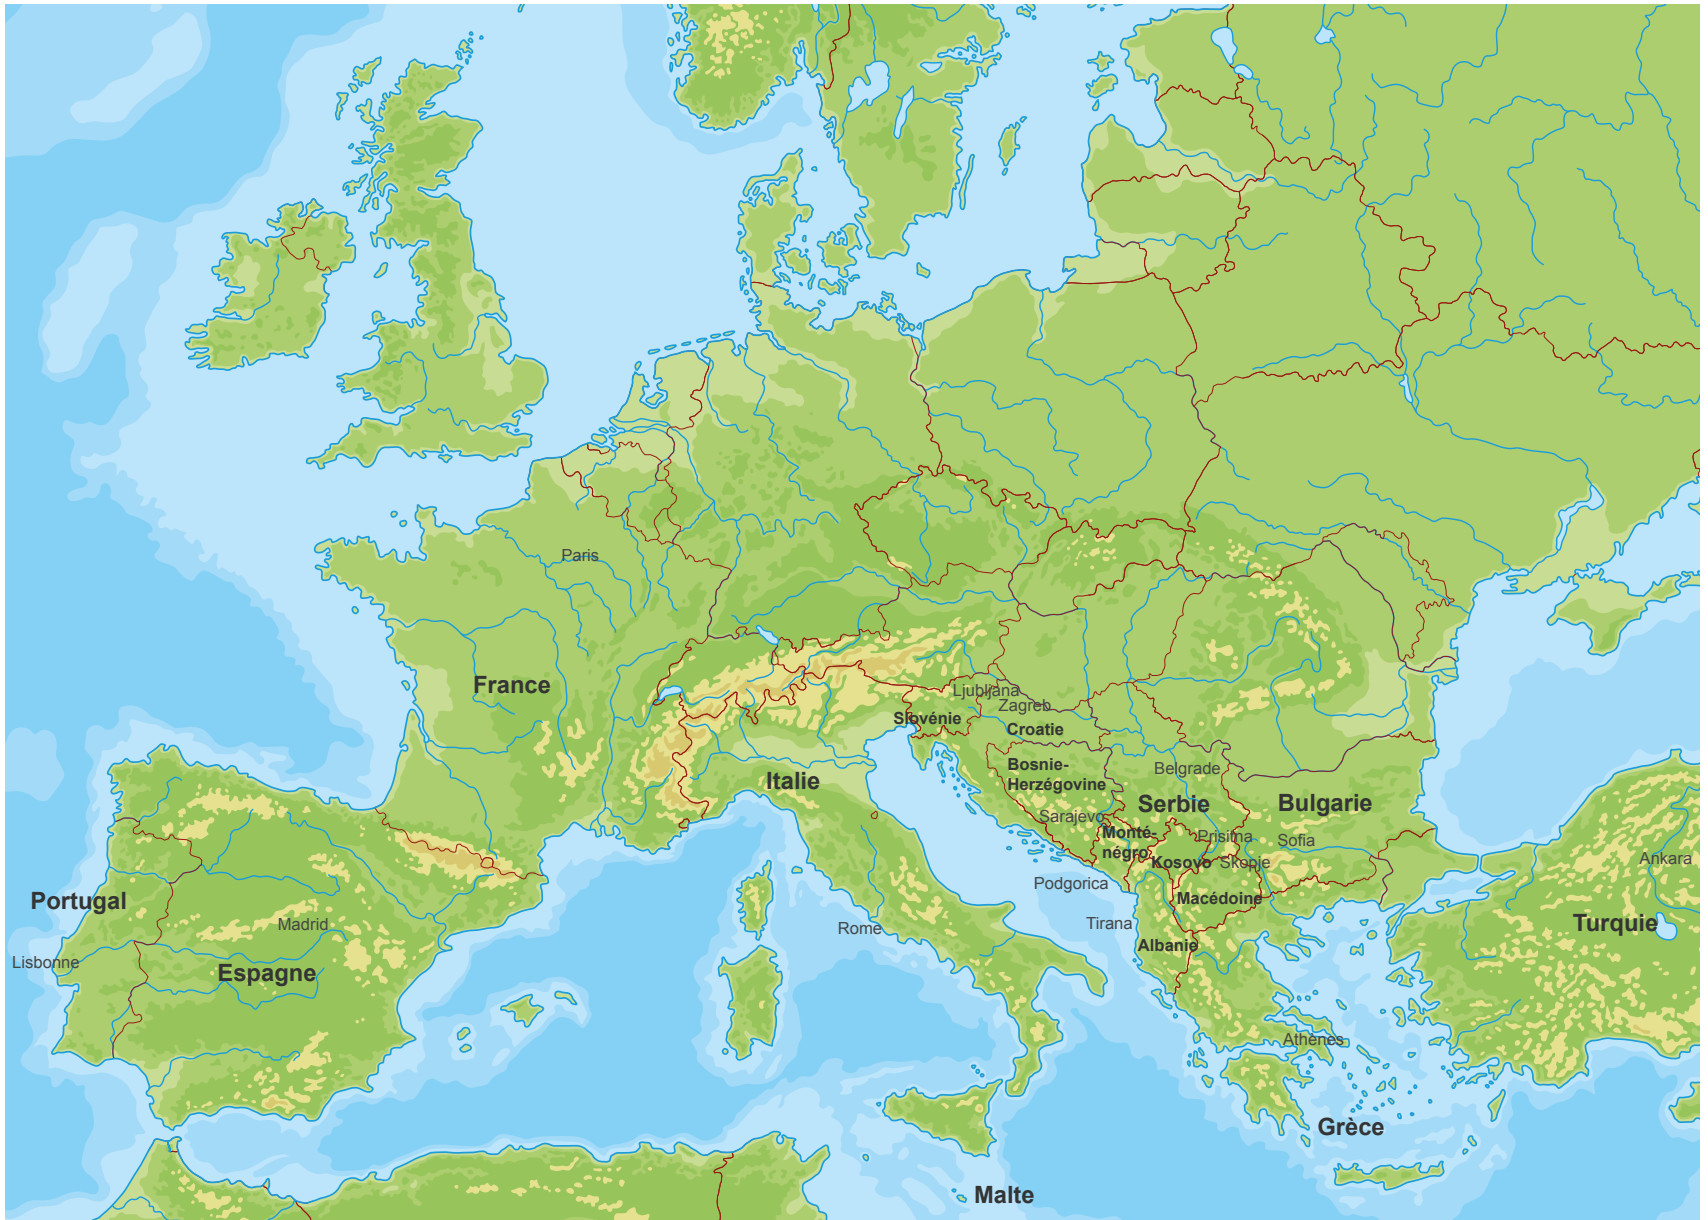 Paris
France
Ljubljana
Zagreb
Slovénie
Croatie
Bosnie-
Herzégovine
Belgrade
Italie
Serbie
Bulgarie
Sarajevo
Monté-
négro
Prisitna
Sofia
Kosovo
Skopje
Ankara
Podgorica
Macédoine
Portugal
Madrid
Rome
Tirana
Turquie
Albanie
Lisbonne
Espagne
Athènes
Grèce
Malte